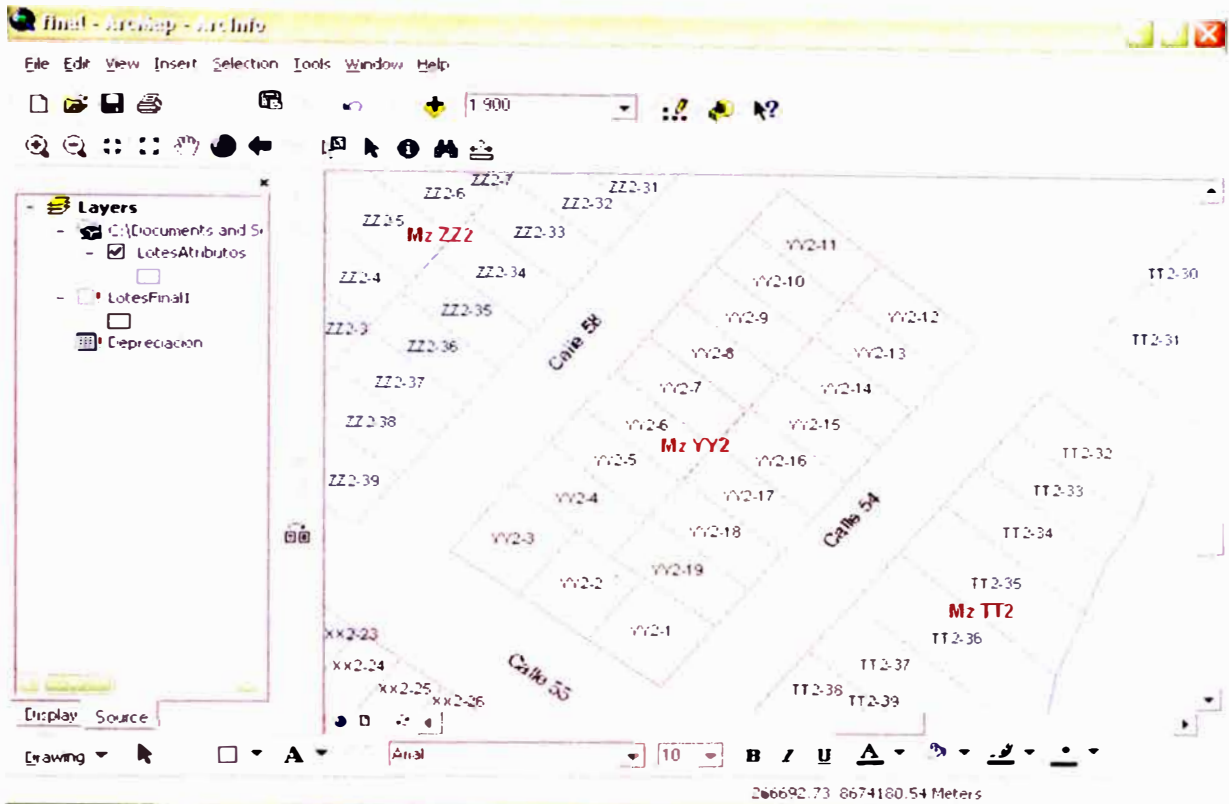 final - ArcMap - ArcInfo
File Edit View Insert Selection Tools Window Help
1 900
Layers
C:\Documents and S
LotesAtributos
LotesFinal1
Depreciacion
Display Source
ZZ2-7
ZZ2-6
ZZ2-31
ZZ2-32
ZZ2-5
Mz ZZ2
ZZ2-33
YY2-11
ZZ2-4
ZZ2-34
YY2-10
TT2-30
ZZ2-35
YY2-9
YY2-12
ZZ2-3
Calle 58
TT2-31
ZZ2-36
YY2-8
YY2-13
ZZ2-37
YY2-7
YY2-14
ZZ2-38
YY2-6
YY2-15
Mz YY2
TT2-32
YY2-5
YY2-16
ZZ2-39
YY2-4
YY2-17
TT2-33
Calle 54
YY2-3
YY2-18
TT2-34
YY2-2
YY2-19
TT2-35
Mz TT2
xx2-23
YY2-1
TT2-36
xx2-24
Calle 55
TT2-37
xx2-25
xx2-26
TT2-38
TT2-39
Drawing A Arial 10 B I U A
266692.73 8674180.54 Meters